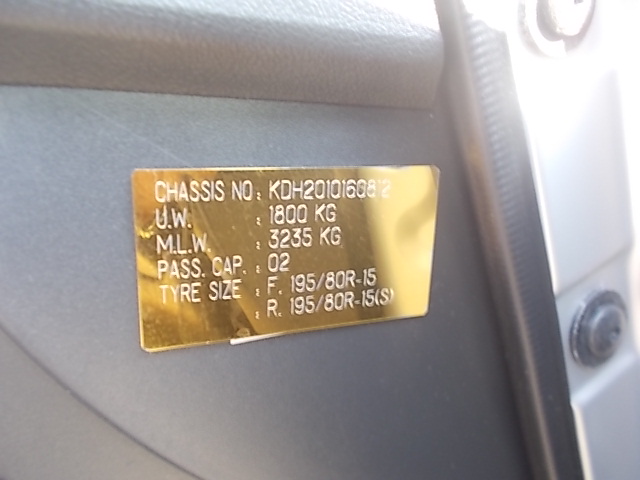 CHASSIS NO : KDH2010160812
U.W. : 1800 KG
M.L.W. : 3235 KG
PASS. CAP. : 02
TYRE SIZE : F. 195/80R-15
: R. 195/80R-15(S)